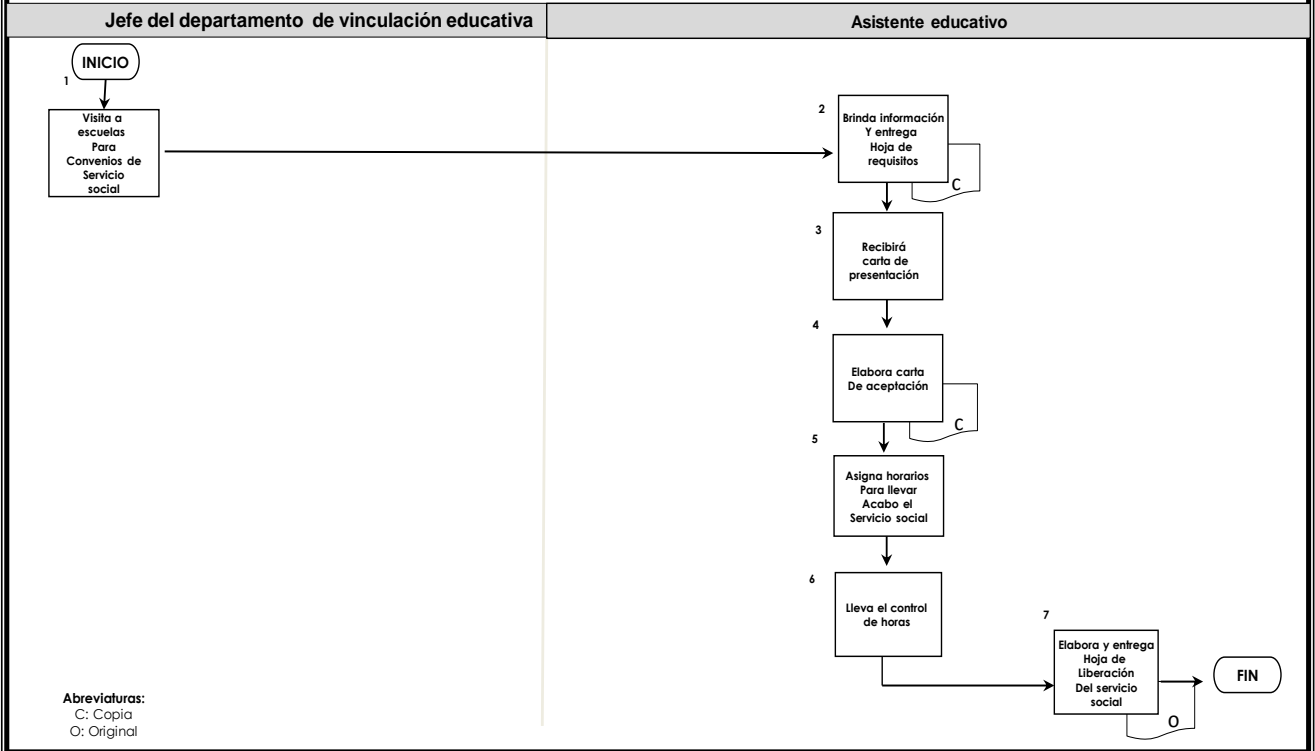 Jefe del departamento de vinculación educativa
Asistente educativo
INICIO
1
Visita a
escuelas
Para
Convenios de
Servicio
social
2
Brinda información
Y entrega
Hoja de
requisitos
C
3
Recibirá
carta de
presentación
4
Elabora carta
De aceptación
C
5
Asigna horarios
Para llevar
Acabo el
Servicio social
6
Lleva el control
de horas
7
Elabora y entrega
Hoja de
Liberación
Del servicio
social
O
FIN
Abreviaturas:
C: Copia
O: Original